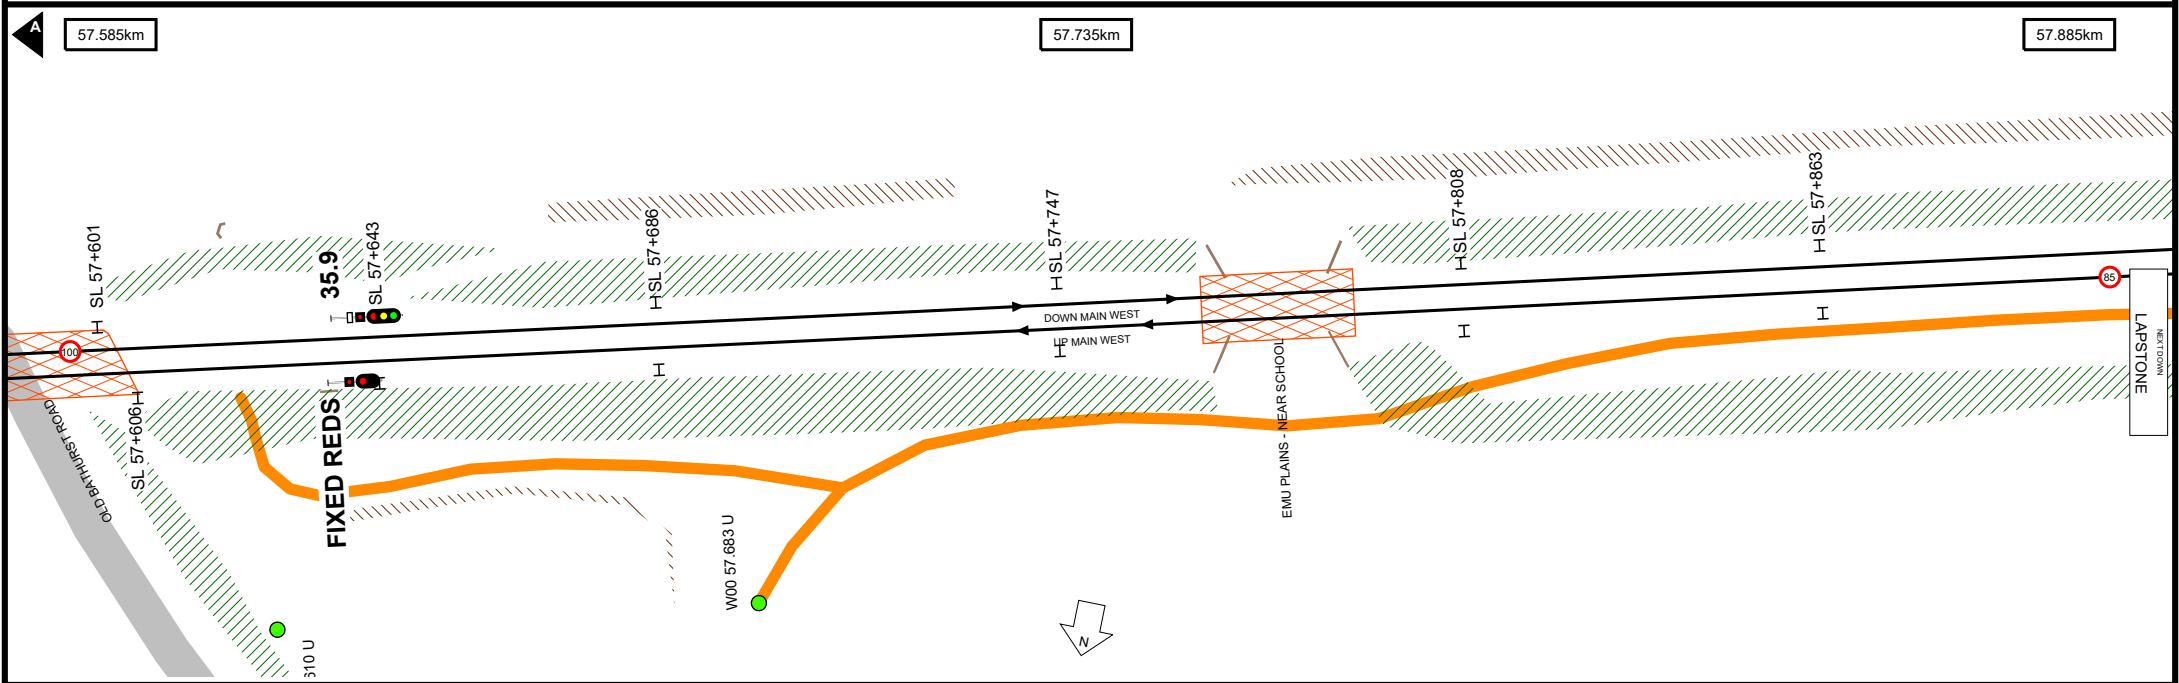 A
57.585km
57.735km
57.885km
SL 57+601
35.9
SL 57+643
SL 57+686
SL 57+747
SL 57+808
SL 57+863
100
DOWN MAIN WEST
UP MAIN WEST
85
LAPSTONE
NEXT DOWN
OLD BATHURST ROAD
SL 57+606
FIXED REDS
EMU PLAINS - NEAR SCHOOL
W00 57.683 U
610 U
N